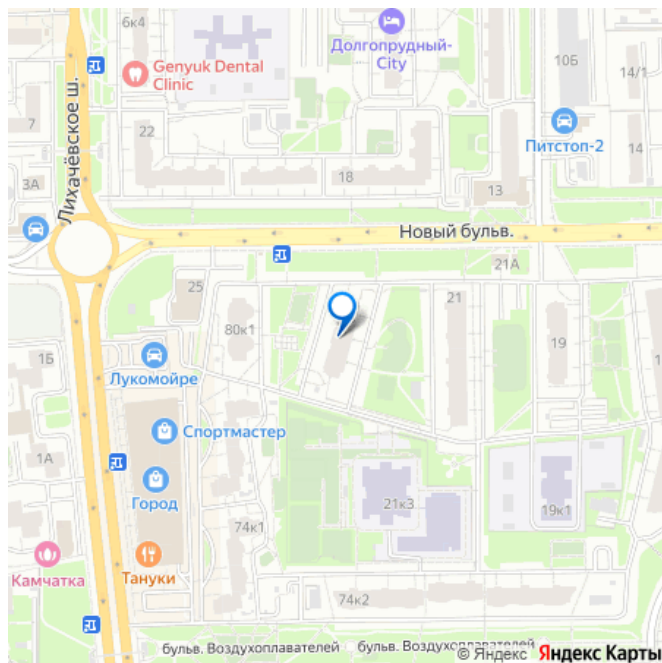 6к4
Genyuk Dental
Clinic
Долгопрудный-
City
10Б
14/1
Лихачёвское ш.
7
22
Питстоп-2
14
3А
18
13
Новый бульв.
21А
25
21
80к1
19
1Б
Лукомойре
Спортмастер
1А
Город
21к3
19к1
74к1
Камчатка
Тануки
74к2
бульв. Воздухоплавателей
бульв. Воздухоплавателей
© Яндекс Яндекс Карты